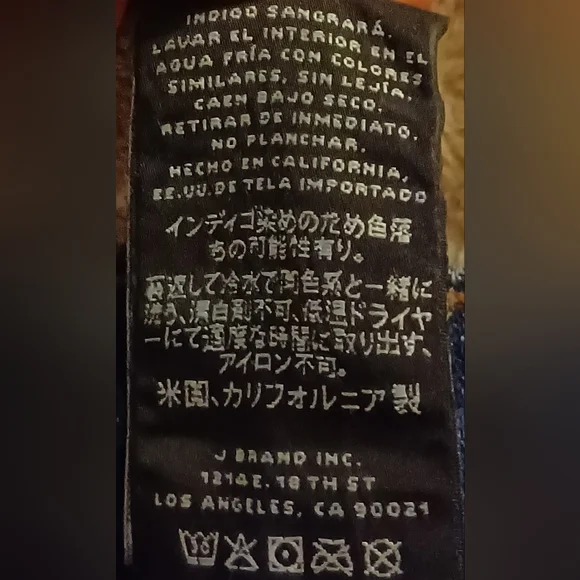 INDIGO SANGRARÁ.
LAVAR EL INTERIOR EN EL
AGUA FRÍA CON COLORES
SIMILARES, SIN LEJÍA,
CAEN BAJO SECO,
RETIRAR DE INMEDIATO.
NO PLANCHAR.
HECHO EN CALIFORNIA,
EE.UU. DE TELA IMPORTADO
インディゴ染めのため色落
ちの可能性有り。
裏返して冷水で同色系と一緒に
洗う、漂白剤不可、低温ドライヤ
ーにて適度な時間に取り出す、
アイロン不可。
米国、カリフォルニア 製
J BRAND INC.
1214E. 18 TH ST
LOS ANGELES, CA 90021
30